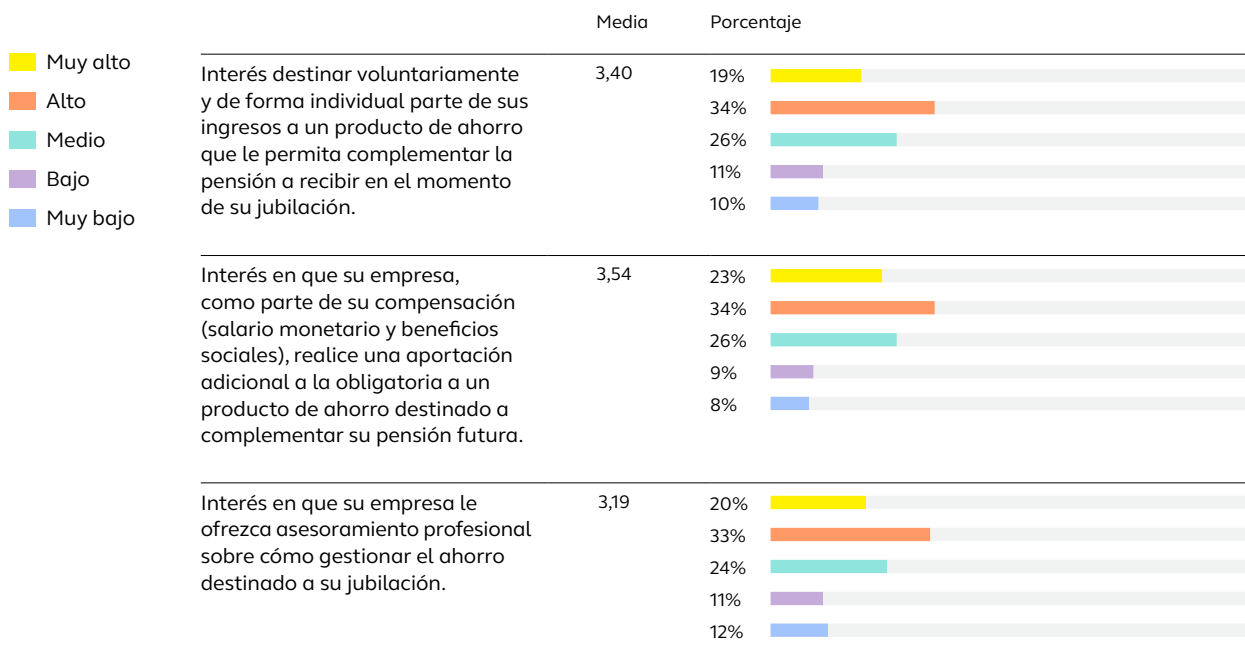 Media Porcentaje
Muy alto
Alto
Medio
Bajo
Muy bajo
Interés destinar voluntariamente
y de forma individual parte de sus
ingresos a un producto de ahorro
que le permita complementar la
pensión a recibir en el momento
de su jubilación.
3,40
19%
34%
26%
11%
10%
Interés en que su empresa,
como parte de su compensación
(salario monetario y beneficios
sociales), realice una aportación
adicional a la obligatoria a un
producto de ahorro destinado a
complementar su pensión futura.
3,54
23%
34%
26%
9%
8%
Interés en que su empresa le
ofrezca asesoramiento profesional
sobre cómo gestionar el ahorro
destinado a su jubilación.
3,19
20%
33%
24%
11%
12%